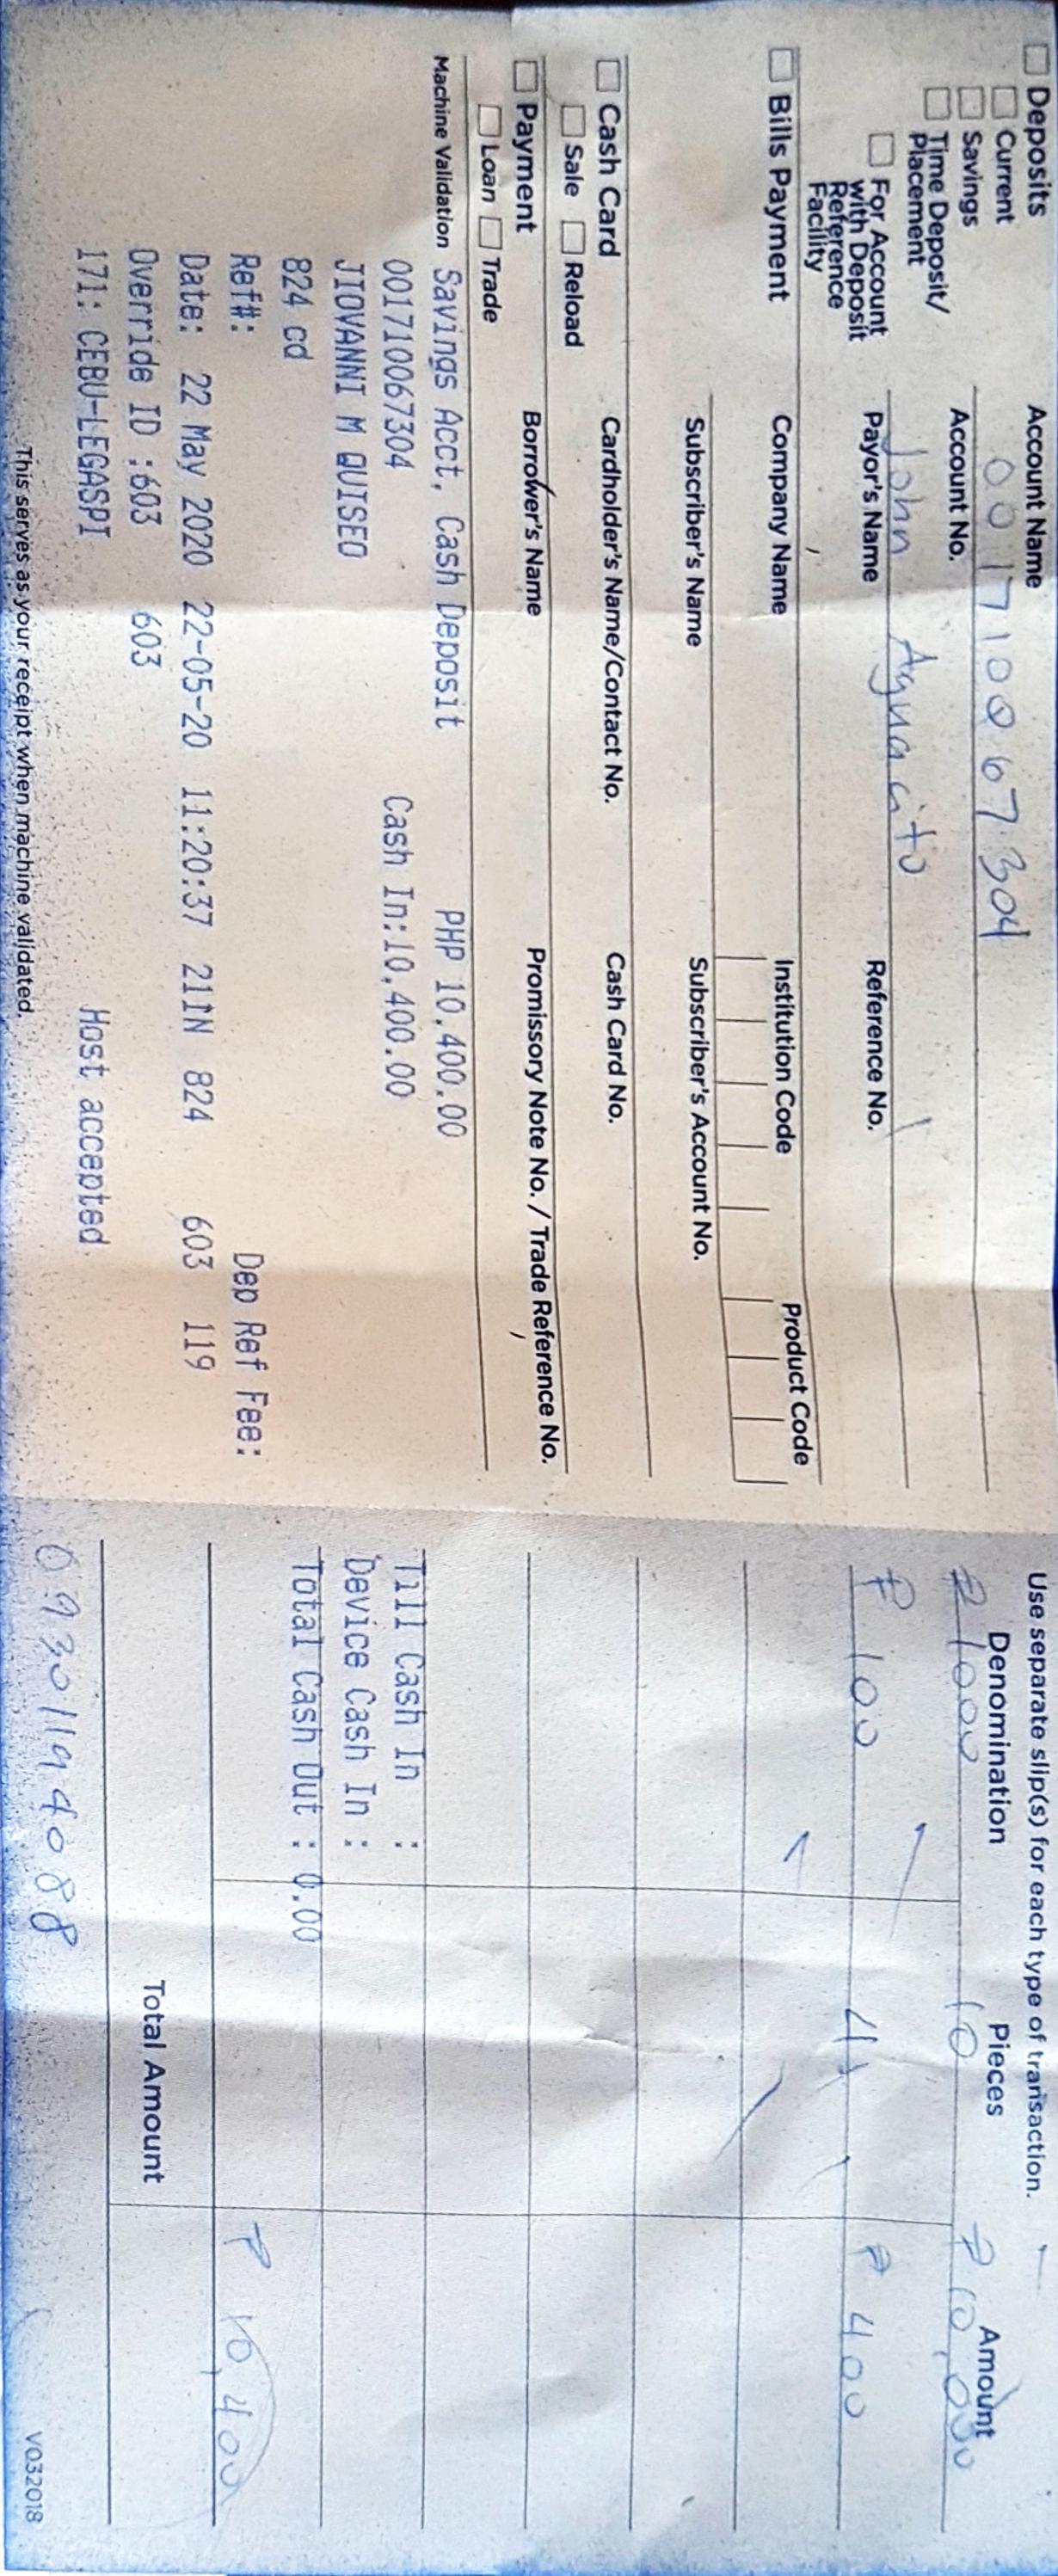 Deposits
Current
Savings
Time Deposit/
Placement
For Account
with Deposit
Reference
Facility
Account Name
001710067304
Account No.
John Agnacito
Payor's Name
Reference No.
Bills Payment
Company Name
Institution Code
Product Code
Subscriber's Name
Subscriber's Account No.
Cash Card
Sale
Reload
Cardholder's Name/Contact No.
Cash Card No.
Payment
Loan
Trade
Borrower's Name
Promissory Note No. / Trade Reference No.
Machine Validation
Savings Acct, Cash Deposit PHP 10,400.00
001710067304 Cash In:10,400.00
JIOVANNI M QUISEO
824 cd
Ref#: Dep Ref Fee:
Date: 22 May 2020 22-05-20 11:20:37 21IN 824 603 119
Override ID :603 603
171: CEBU-LEGASPI Host accepted
This serves as your receipt when machine validated.
Use separate slip(s) for each type of transaction.
Denomination Pieces Amount
₱ 1000 10 ₱ 10,000
₱ 100 4 ₱ 400
Till Cash In :
Device Cash In :
Total Cash Out : 0.00
₱ 10,400
Total Amount
09301194088
V032018